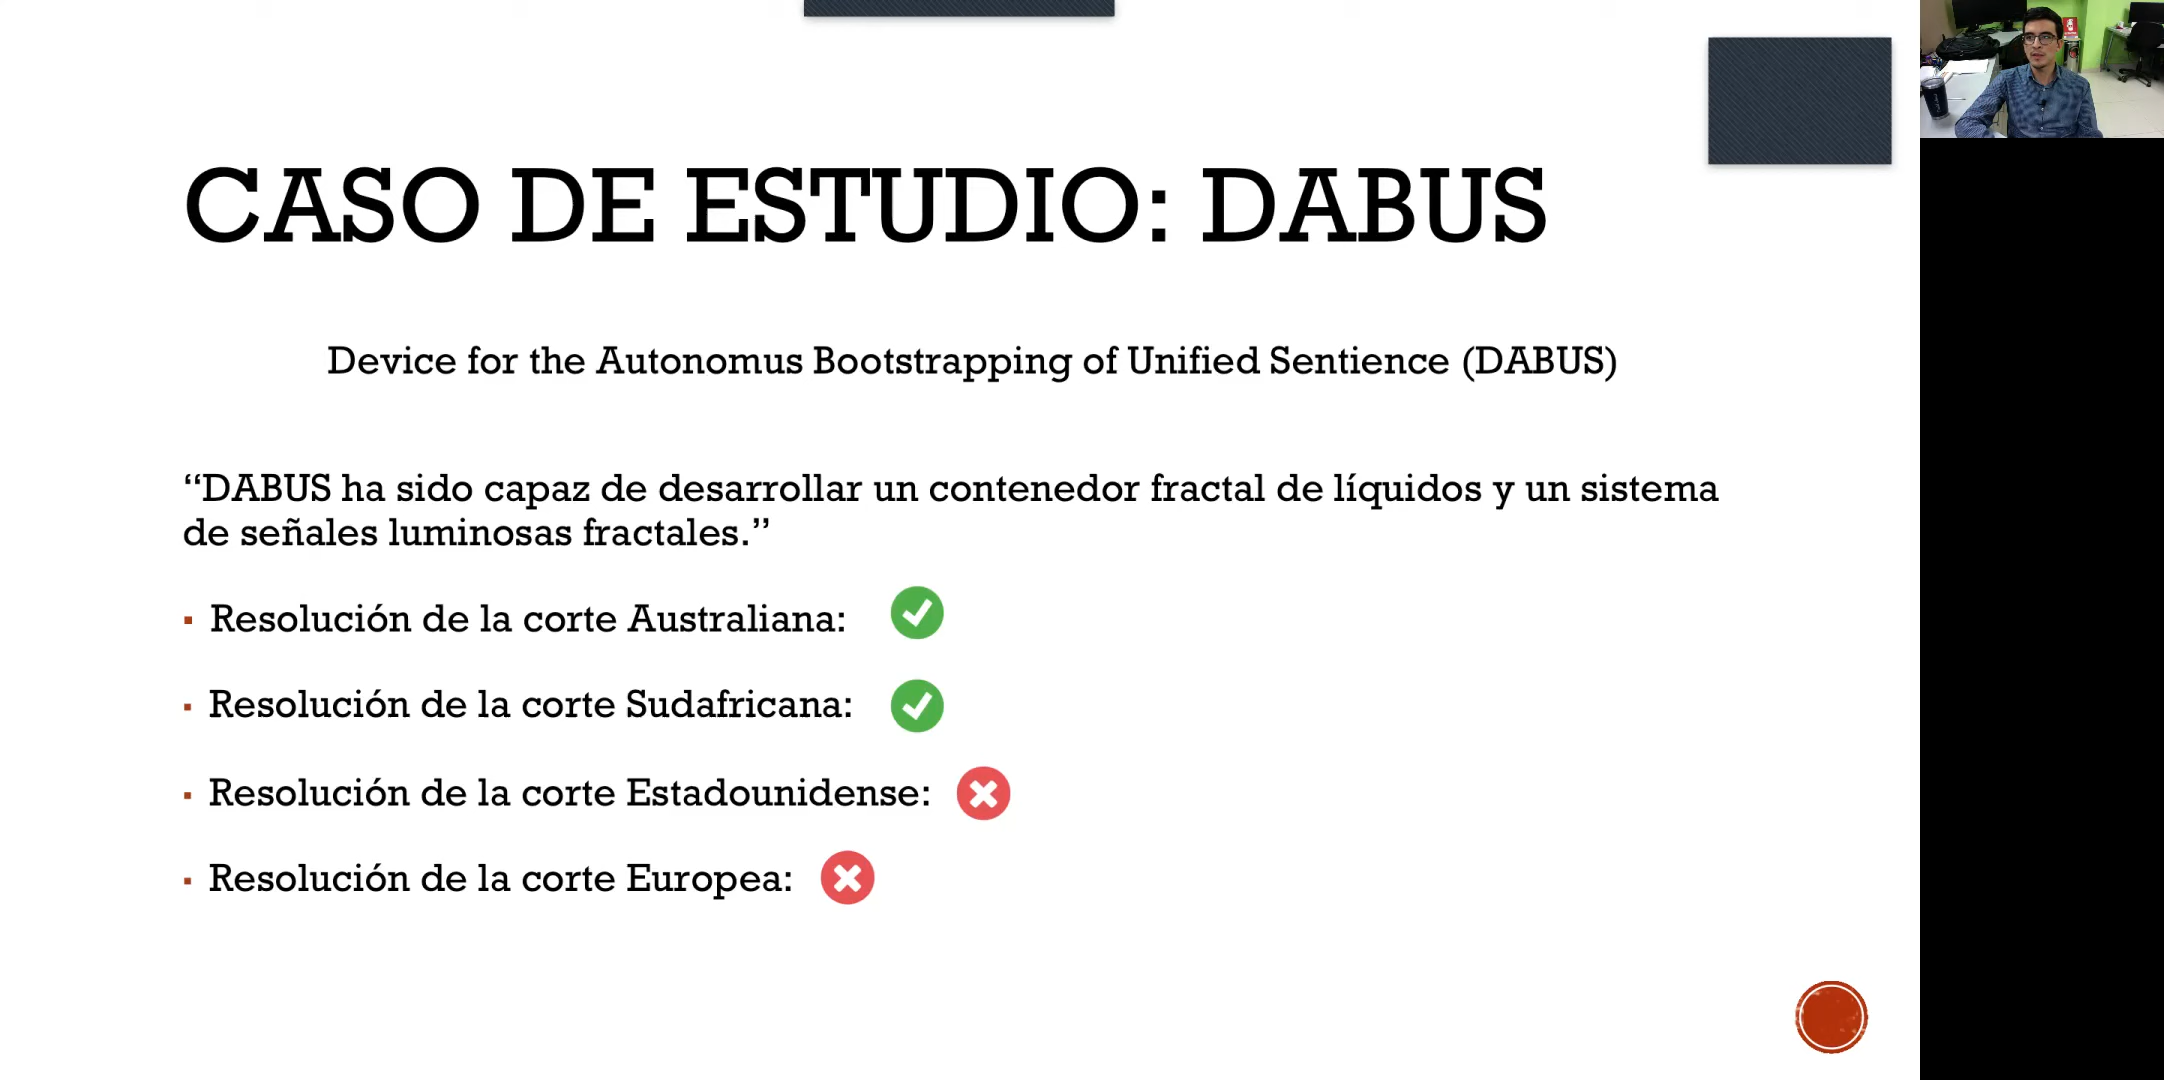 CASO DE ESTUDIO: DABUS
Device for the Autonomus Bootstrapping of Unified Sentience (DABUS)
“DABUS ha sido capaz de desarrollar un contenedor fractal de líquidos y un sistema
de señales luminosas fractales.”
▪ Resolución de la corte Australiana:
▪ Resolución de la corte Sudafricana:
▪ Resolución de la corte Estadounidense:
▪ Resolución de la corte Europea: